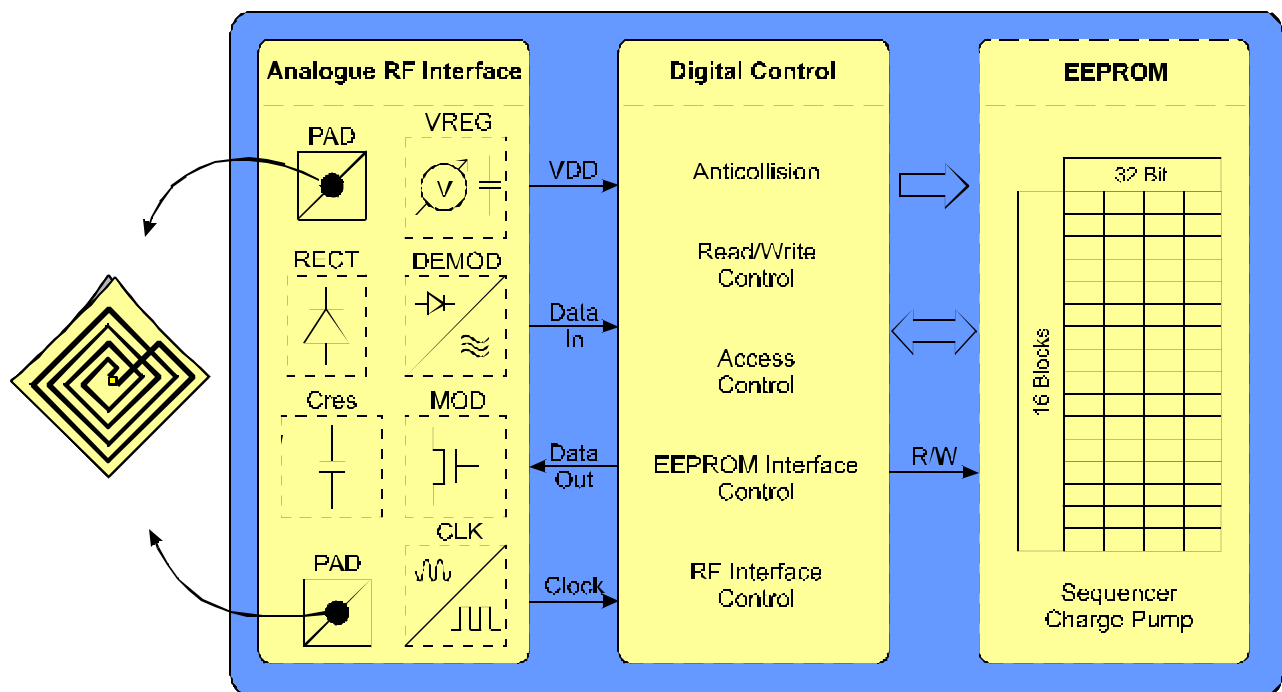 Analogue RF Interface
PAD
VREG
V
RECT
DEMOD
Cres
MOD
PAD
CLK
VDD
Data
In
Data
Out
Clock
Digital Control
Anticollision
Read/Write
Control
Access
Control
EEPROM Interface
Control
RF Interface
Control
R/W
EEPROM
32 Bit
16 Blocks
Sequencer
Charge Pump